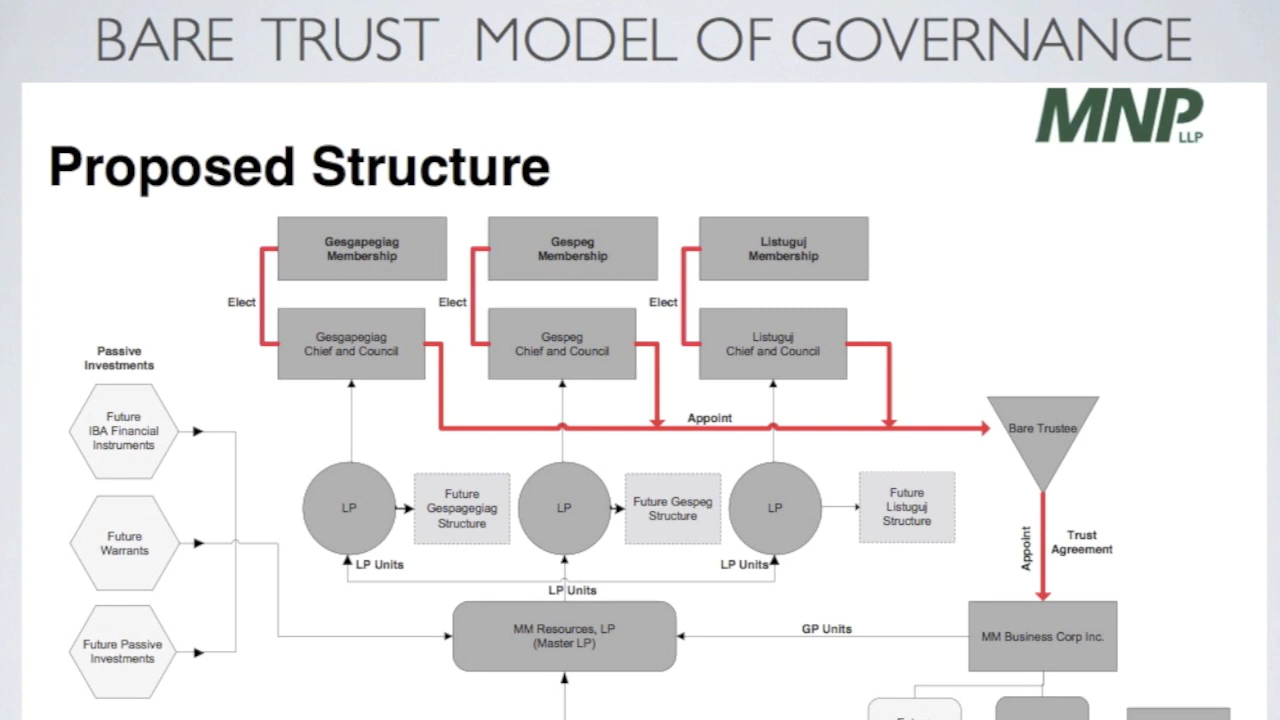 BARE TRUST MODEL OF GOVERNANCE
MNP
LLP
Proposed Structure
Gesgapegiag
Membership
Gespeg
Membership
Listuguj
Membership
Elect
Elect
Elect
Gesgapegiag
Chief and Council
Gespeg
Chief and Council
Listuguj
Chief and Council
Passive
Investments
Future
IBA Financial
Instruments
Appoint
Bare Trustee
LP
Future
Gespagegiag
Structure
LP
Future Gespeg
Structure
LP
Future
Listuguj
Structure
Future
Warrants
Appoint
Trust
Agreement
LP Units
LP Units
LP Units
MM Resources, LP
(Master LP)
GP Units
MM Business Corp Inc.
Future Passive
Investments